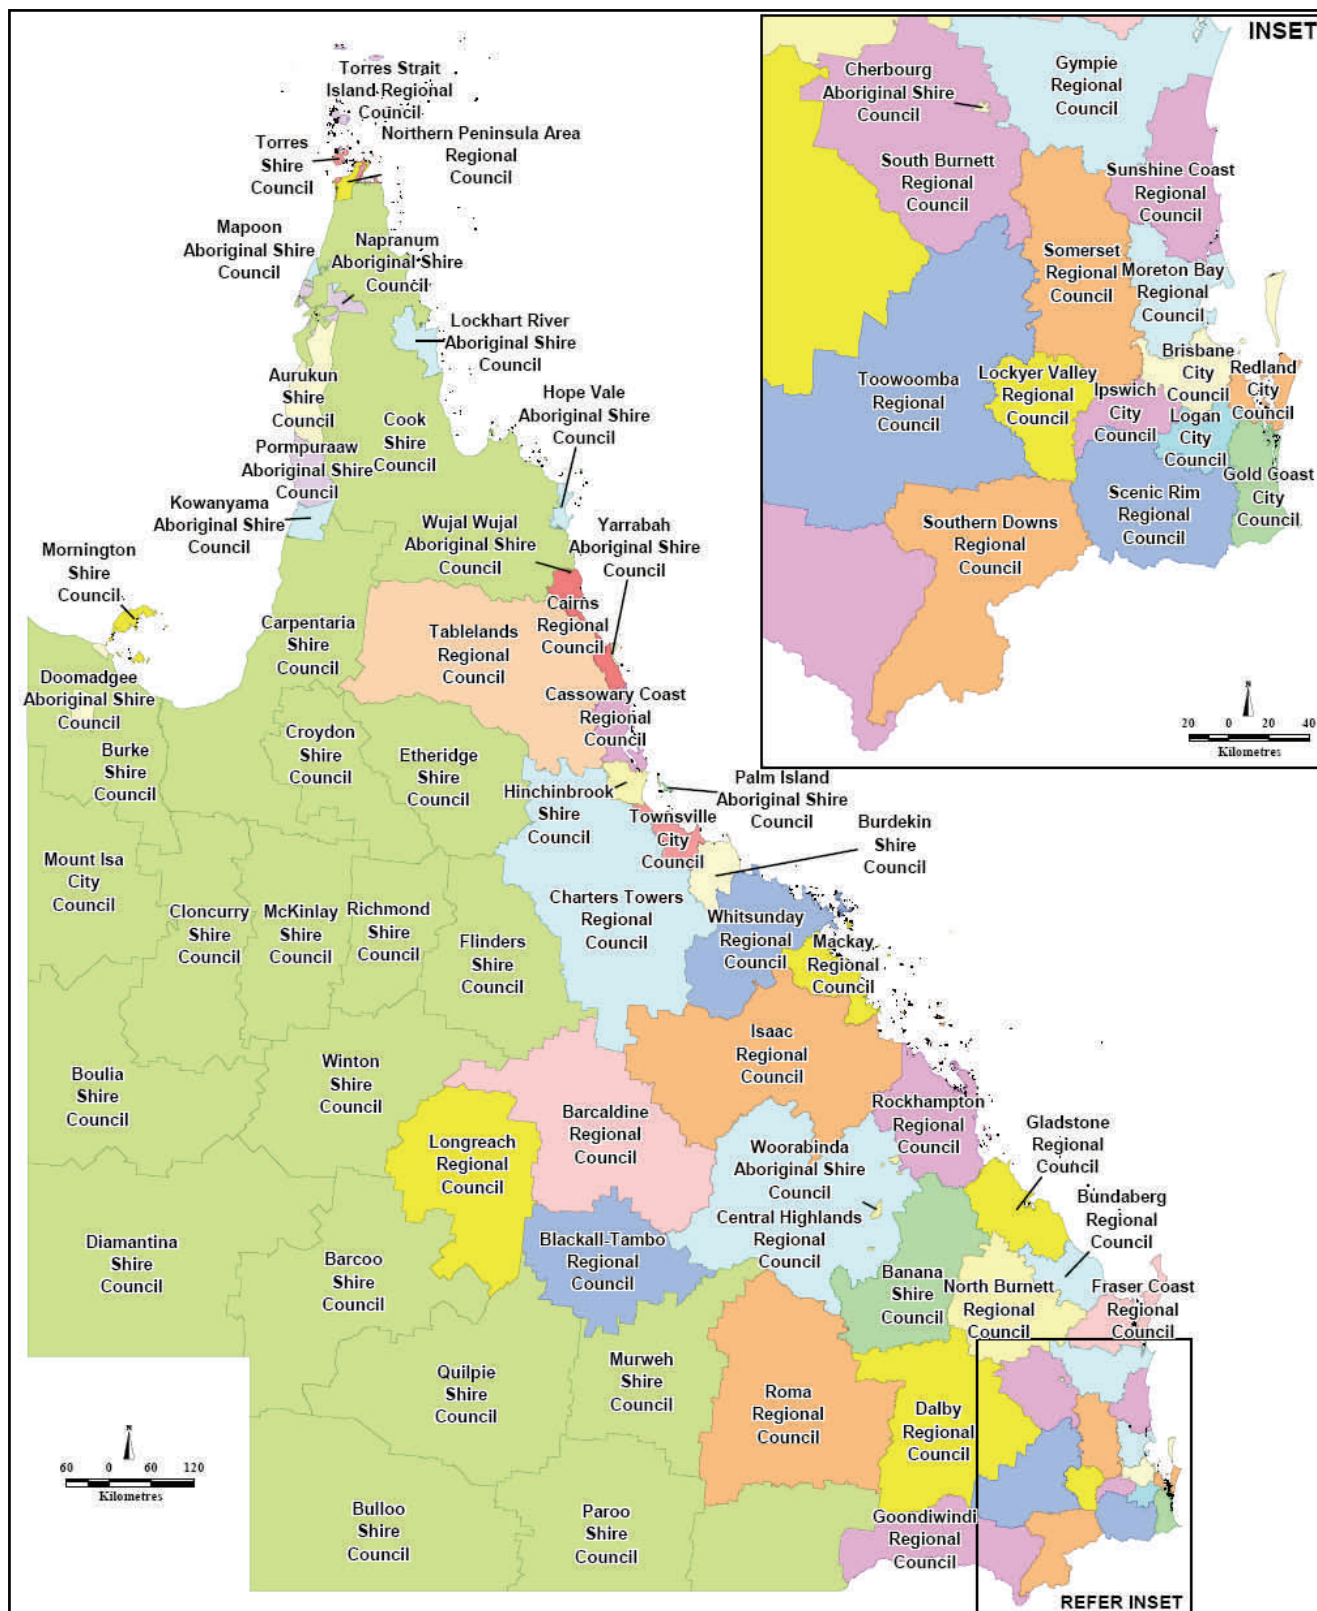 INSET
Cherbourg
Aboriginal Shire
Council
Gympie
Regional
Council
South Burnett
Regional
Council
Sunshine Coast
Regional
Council
Somerset
Regional
Council
Moreton Bay
Regional
Council
Toowoomba
Regional
Council
Lockyer Valley
Regional
Council
Ipswich
City
Council
Brisbane
City
Council
Redland
City
Council
Logan
City
Council
Gold Coast
City
Council
Scenic Rim
Regional
Council
Southern Downs
Regional
Council
N
20 0 20 40
Kilometres
Torres Strait
Island Regional
Council
Torres
Shire
Council
Northern Peninsula Area
Regional
Council
Mapoon
Aboriginal Shire
Council
Napranum
Aboriginal Shire
Council
Lockhart River
Aboriginal Shire
Council
Aurukun
Shire
Council
Cook
Shire
Council
Hope Vale
Aboriginal Shire
Council
Pormpuraaw
Aboriginal Shire
Council
Kowanyama
Aboriginal Shire
Council
Wujal Wujal
Aboriginal Shire
Council
Yarrabah
Aboriginal Shire
Council
Mornington
Shire
Council
Carpentaria
Shire
Council
Tablelands
Regional
Council
Cairns
Regional
Council
Doomadgee
Aboriginal Shire
Council
Cassowary Coast
Regional
Council
Burke
Shire
Council
Croydon
Shire
Council
Etheridge
Shire
Council
Hinchinbrook
Shire
Council
Palm Island
Aboriginal Shire
Council
Townsville
City
Council
Burdekin
Shire
Council
Mount Isa
City
Council
Cloncurry
Shire
Council
McKinlay
Shire
Council
Richmond
Shire
Council
Flinders
Shire
Council
Charters Towers
Regional
Council
Whitsunday
Regional
Council
Mackay
Regional
Council
Isaac
Regional
Council
Boulia
Shire
Council
Winton
Shire
Council
Longreach
Regional
Council
Barcaldine
Regional
Council
Rockhampton
Regional
Council
Woorabinda
Aboriginal Shire
Council
Gladstone
Regional
Council
Central Highlands
Regional
Council
Bundaberg
Regional
Council
Diamantina
Shire
Council
Barcoo
Shire
Council
Blackall-Tambo
Regional
Council
Banana
Shire
Council
North Burnett
Regional
Council
Fraser Coast
Regional
Council
Quilpie
Shire
Council
Murweh
Shire
Council
Roma
Regional
Council
Dalby
Regional
Council
N
60 0 60 120
Kilometres
Bulloo
Shire
Council
Paroo
Shire
Council
Goondiwindi
Regional
Council
REFER INSET